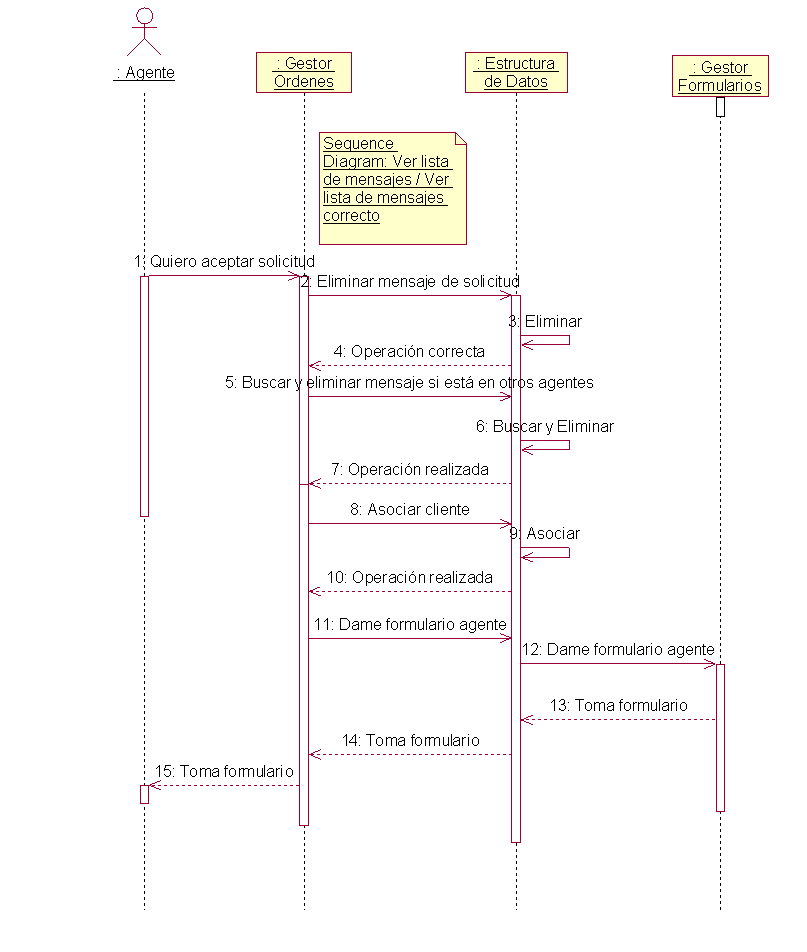 : Agente
: Gestor
Ordenes
: Estructura
de Datos
: Gestor
Formularios
Sequence
Diagram: Ver lista
de mensajes / Ver
lista de mensajes
correcto
1: Quiero aceptar solicitud
2: Eliminar mensaje de solicitud
3: Eliminar
4: Operación correcta
5: Buscar y eliminar mensaje si está en otros agentes
6: Buscar y Eliminar
7: Operación realizada
8: Asociar cliente
9: Asociar
10: Operación realizada
11: Dame formulario agente
12: Dame formulario agente
13: Toma formulario
14: Toma formulario
15: Toma formulario